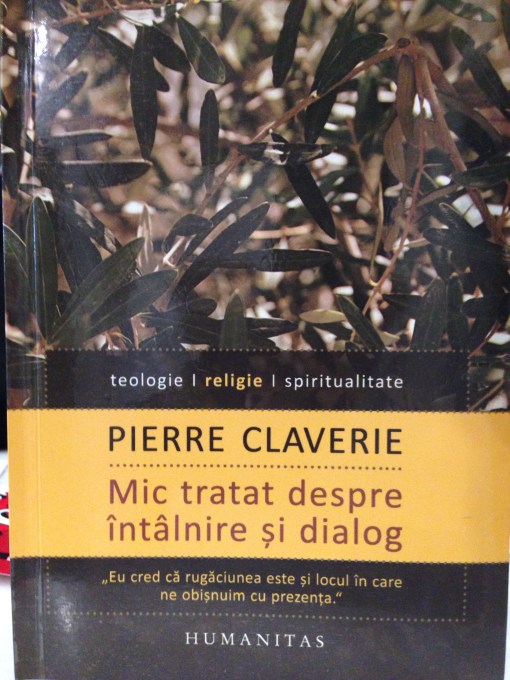 teologie | religie | spiritualitate
PIERRE CLAVERIE
Mic tratat despre
întâlnire și dialog
„Eu cred că rugăciunea este și locul în care
ne obișnuim cu prezența.“
HUMANITAS